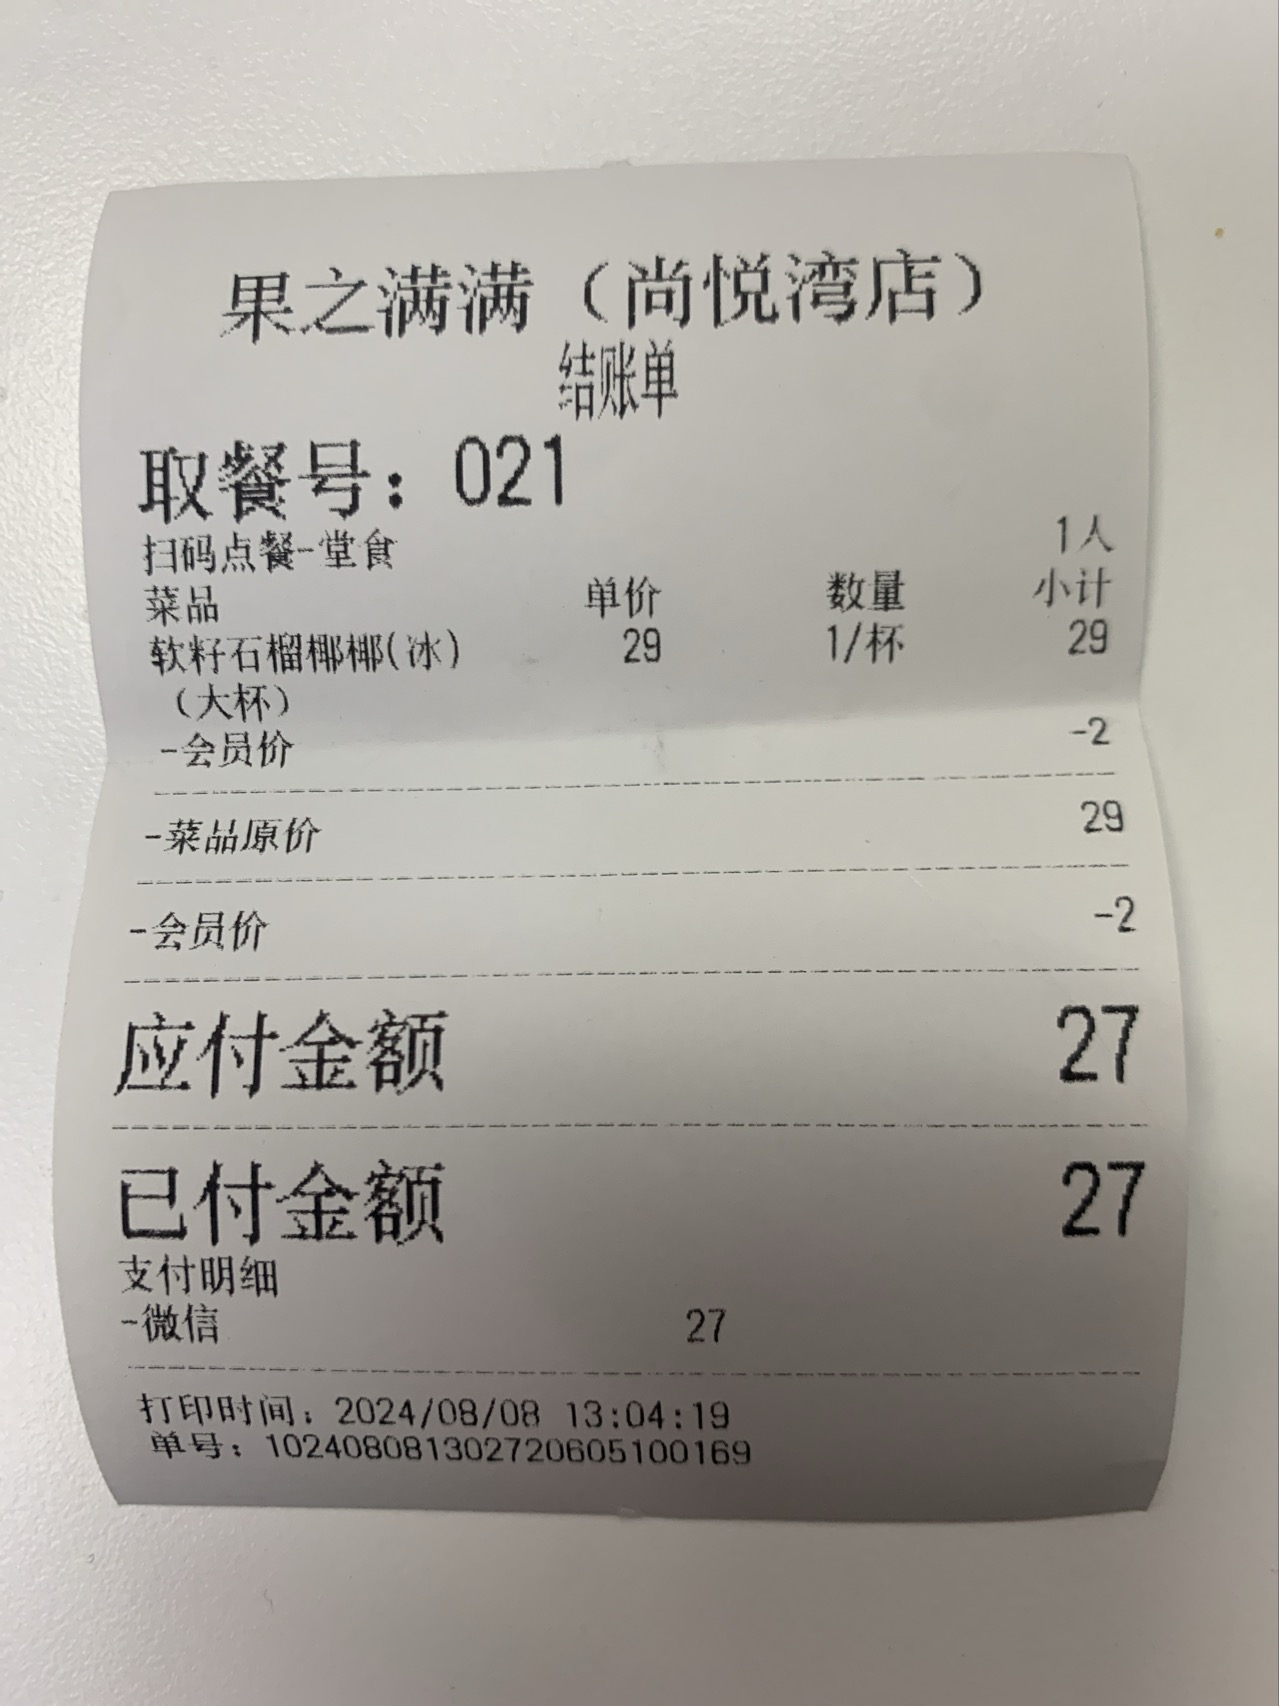 果之满满（尚悦湾店）
结账单
取餐号：021
扫码点餐-堂食 1人
菜品 单价 数量 小计
软籽石榴椰椰(冰) 29 1/杯 29
（大杯）
-会员价 -2
-菜品原价 29
-会员价 -2
应付金额 27
已付金额 27
支付明细
-微信 27
打印时间：2024/08/08 13:04:19
单号：102408081302720605100169